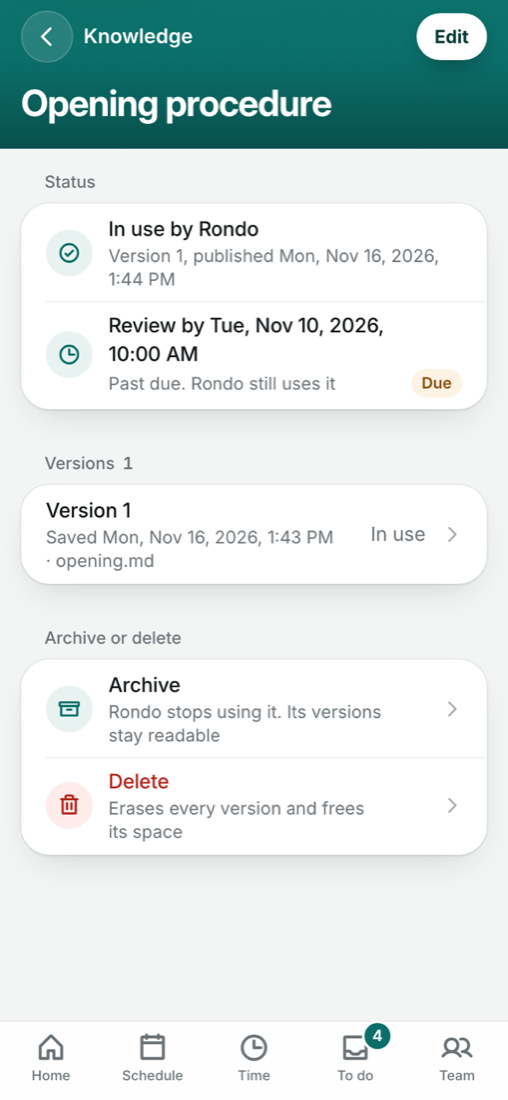 Knowledge
Edit
Opening procedure
Status
In use by Rondo
Version 1, published Mon, Nov 16, 2026,
1:44 PM
Review by Tue, Nov 10, 2026,
10:00 AM
Past due. Rondo still uses it
Due
Versions 1
Version 1
Saved Mon, Nov 16, 2026, 1:43 PM
· opening.md
In use
Archive or delete
Archive
Rondo stops using it. Its versions
stay readable
Delete
Erases every version and frees
its space
4
Home
Schedule
Time
To do
Team